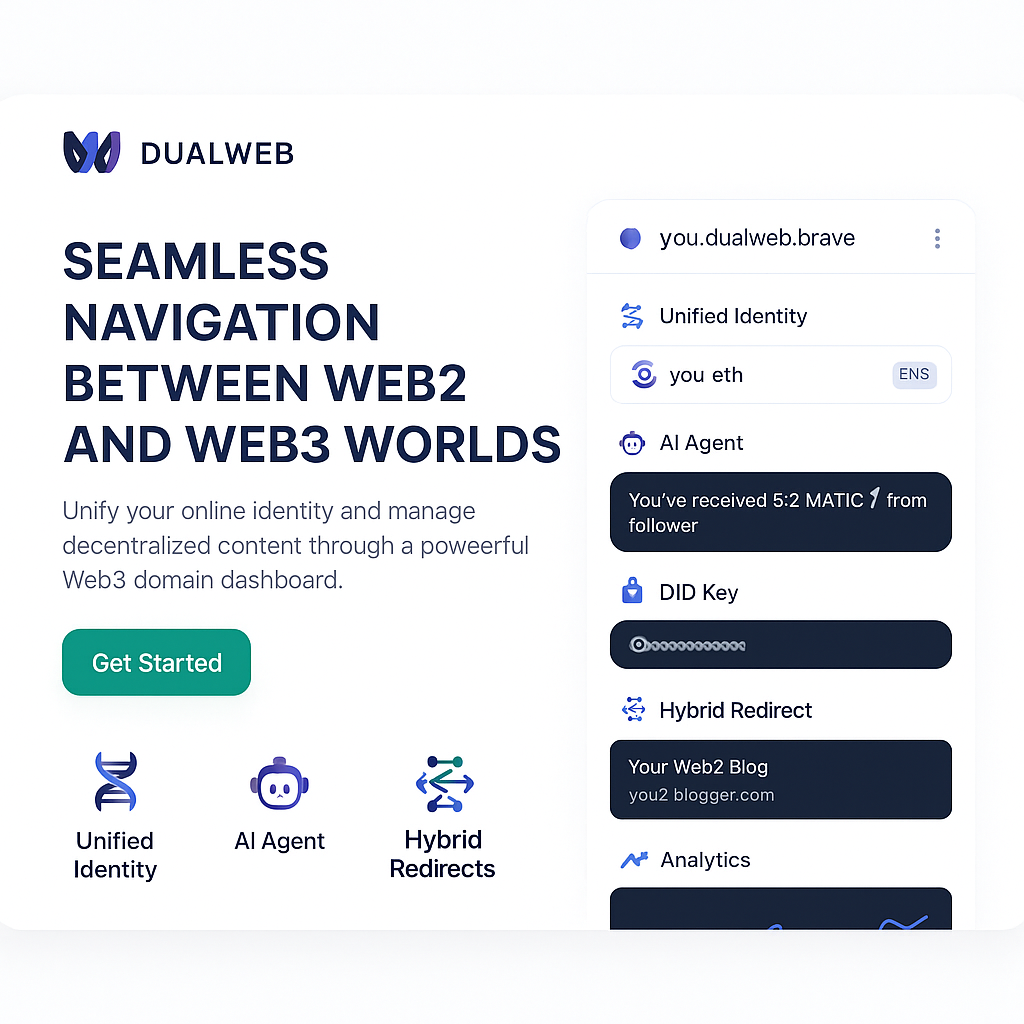 DUALWEB
SEAMLESS
NAVIGATION
BETWEEN WEB2
AND WEB3 WORLDS
Unify your online identity and manage
decentralized content through a poweerful
Web3 domain dashboard.
Get Started
Unified
Identity
AI Agent
Hybrid
Redirects
you.dualweb.brave
Unified Identity
you eth
ENS
AI Agent
You’ve received 5:2 MATIC from
follower
DID Key
Hybrid Redirect
Your Web2 Blog
you2 blogger.com
Analytics